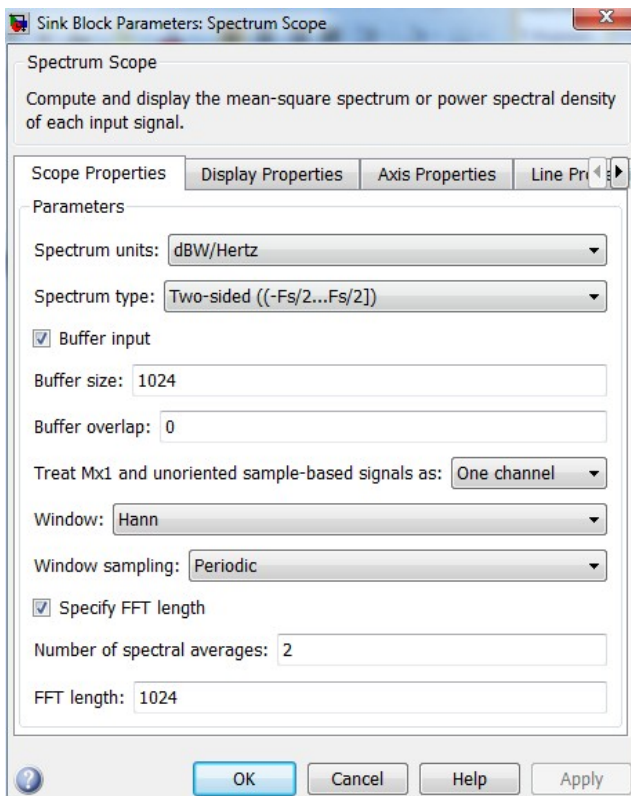 Sink Block Parameters: Spectrum Scope
Spectrum Scope
Compute and display the mean-square spectrum or power spectral density
of each input signal.
Scope Properties Display Properties Axis Properties Line Pr
Parameters
Spectrum units: dBW/Hertz
Spectrum type: Two-sided ((-Fs/2...Fs/2])
Buffer input
Buffer size: 1024
Buffer overlap: 0
Treat Mx1 and unoriented sample-based signals as: One channel
Window: Hann
Window sampling: Periodic
Specify FFT length
Number of spectral averages: 2
FFT length: 1024
OK Cancel Help Apply